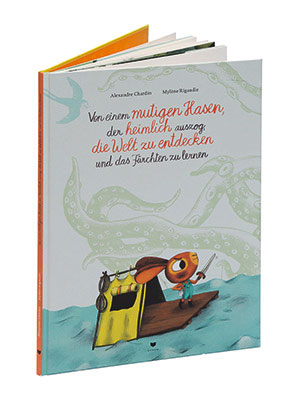 Alexandre Chardin Mylène Rigaudie
Von einem mutigen Hasen,
der heimlich auszog,
die Welt zu entdecken
und das Fürchten zu lernen